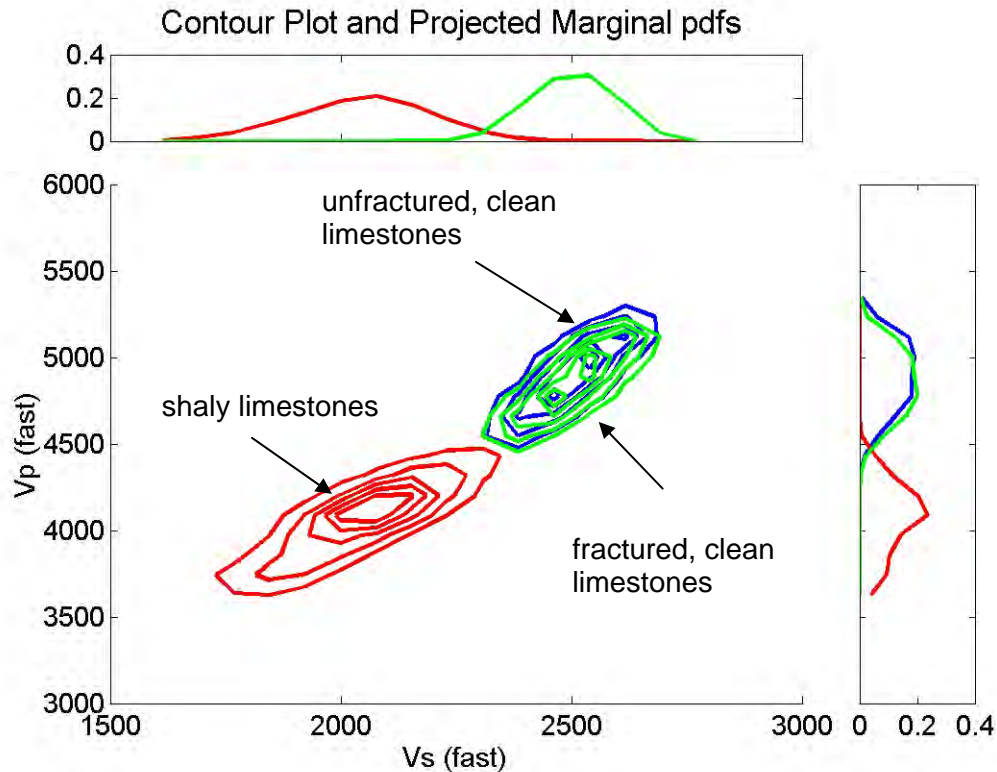 Contour Plot and Projected Marginal pdfs
0.4
0.2
0
6000
5500
5000
4500
4000
3500
3000
unfractured, clean
limestones
shaly limestones
fractured, clean
limestones
Vp (fast)
1500
2000
2500
3000
Vs (fast)
0
0.2
0.4